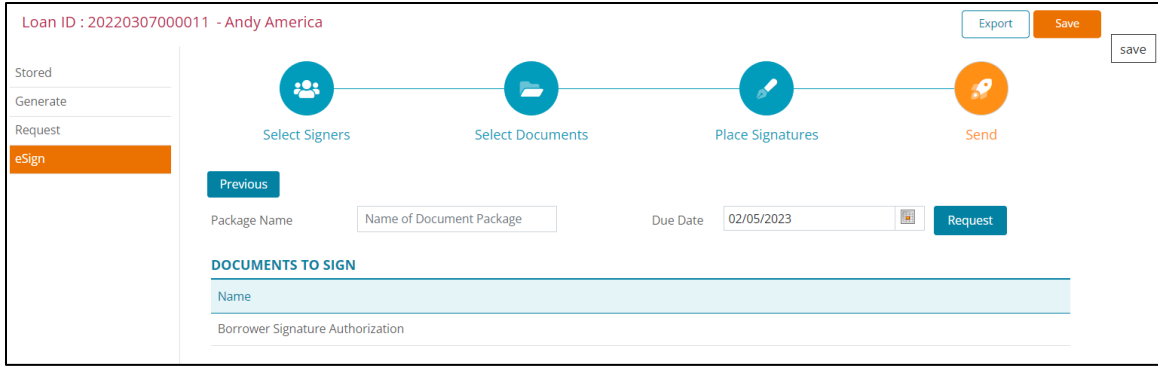 Loan ID : 20220307000011 - Andy America
Export
Save
save
Stored
Generate
Request
eSign
Select Signers
Select Documents
Place Signatures
Send
Previous
Package Name
Name of Document Package
Due Date
02/05/2023
Request
DOCUMENTS TO SIGN
Name
Borrower Signature Authorization